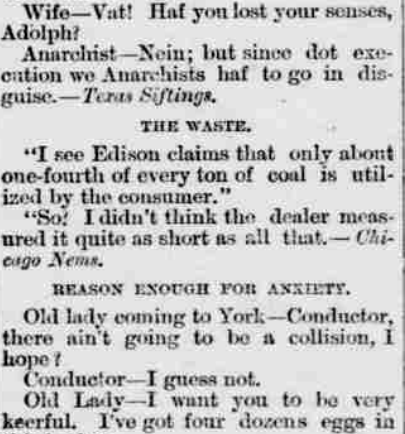 Wife—Vat! Haf you lost your senses,
Adolph?
Anarchist—Nein; but since dot exe-
cution we Anarchists haf to go in dis-
guise.—Texas Siftings.
THE WASTE.
"I see Edison claims that only about
one-fourth of every ton of coal is util-
ized by the consumer."
"So? I didn't think the dealer meas-
ured it quite as short as all that.—Chi-
cago News.
REASON ENOUGH FOR ANXIETY.
Old lady coming to York—Conductor,
there ain't going to be a collision, I
hope?
Conductor—I guess not.
Old Lady—I want you to be very
keerful. I've got four dozens eggs in